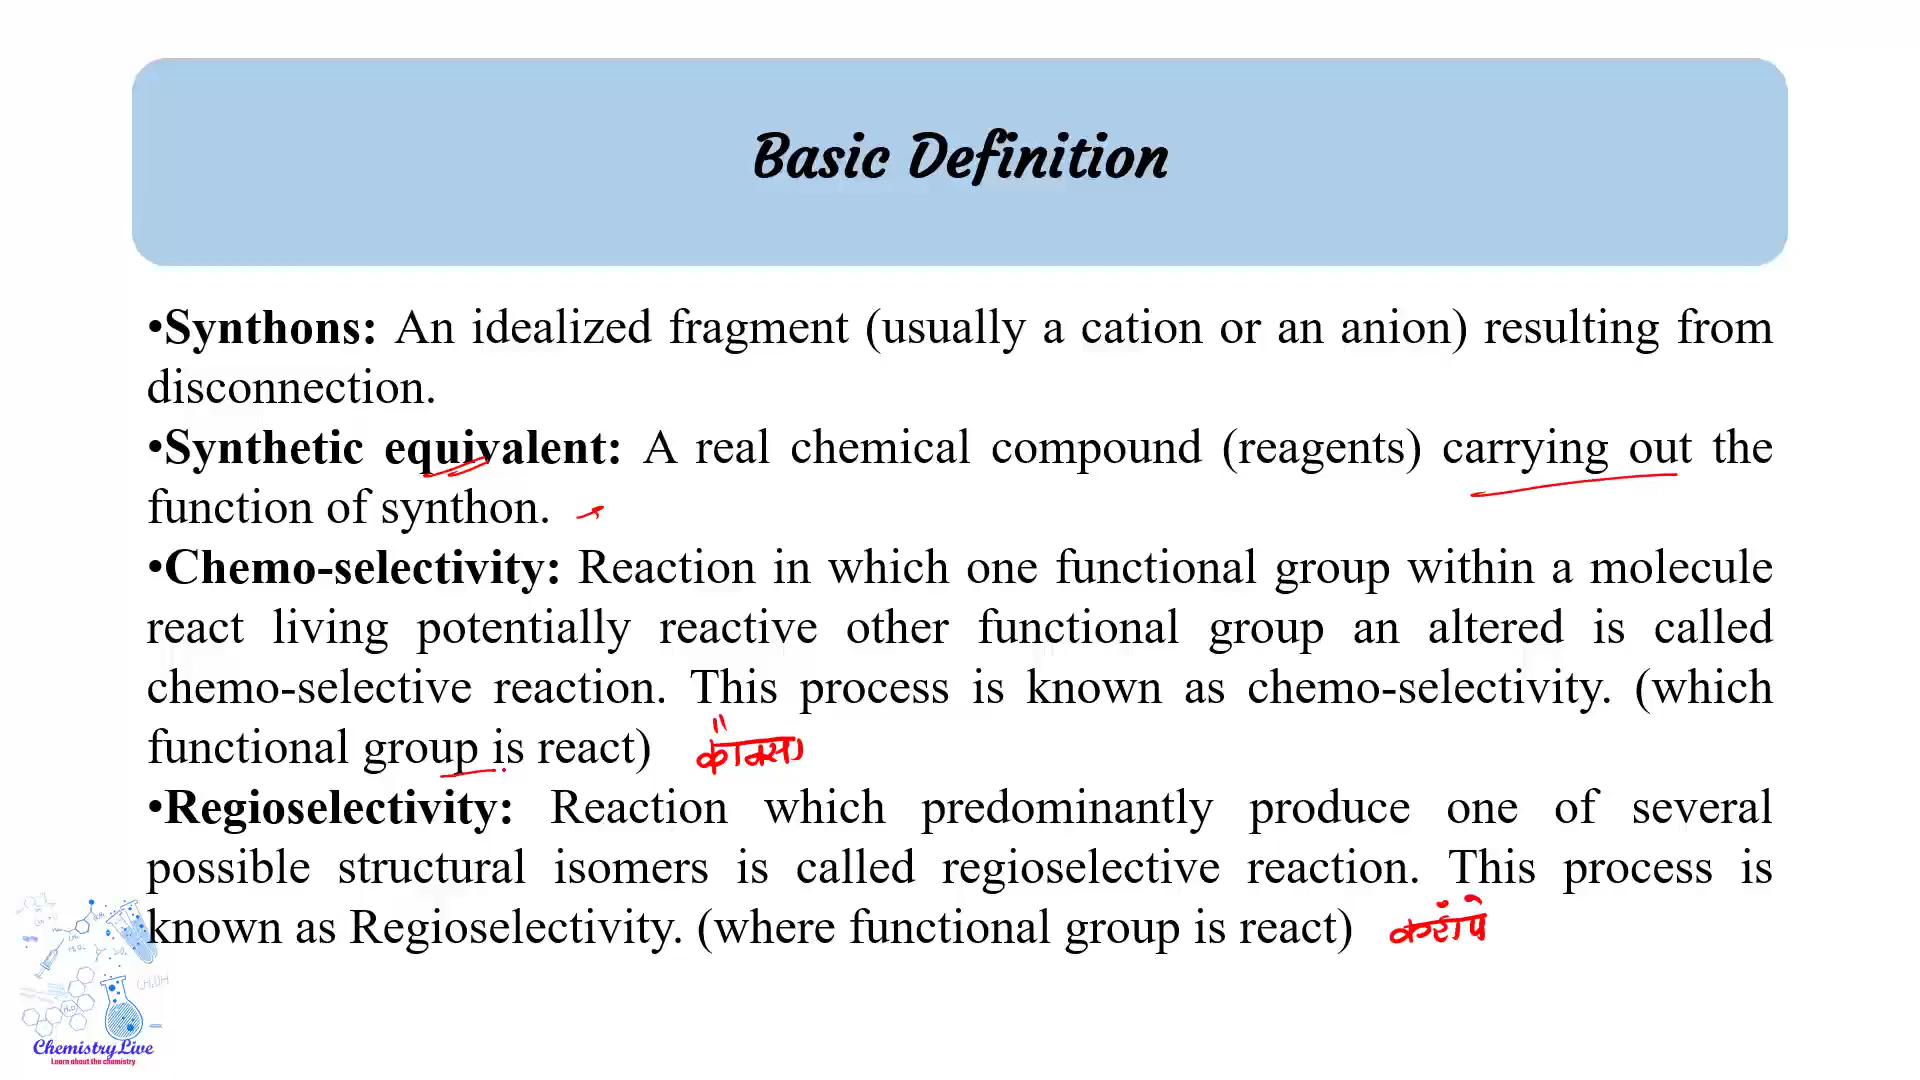 Basic Definition
•Synthons: An idealized fragment (usually a cation or an anion) resulting from
disconnection.
•Synthetic equivalent: A real chemical compound (reagents) carrying out the
function of synthon.
•Chemo-selectivity: Reaction in which one functional group within a molecule
react living potentially reactive other functional group an altered is called
chemo-selective reaction. This process is known as chemo-selectivity. (which
functional group is react)
•Regioselectivity: Reaction which predominantly produce one of several
possible structural isomers is called regioselective reaction. This process is
known as Regioselectivity. (where functional group is react)
ChemistryLive
Learn about the chemistry